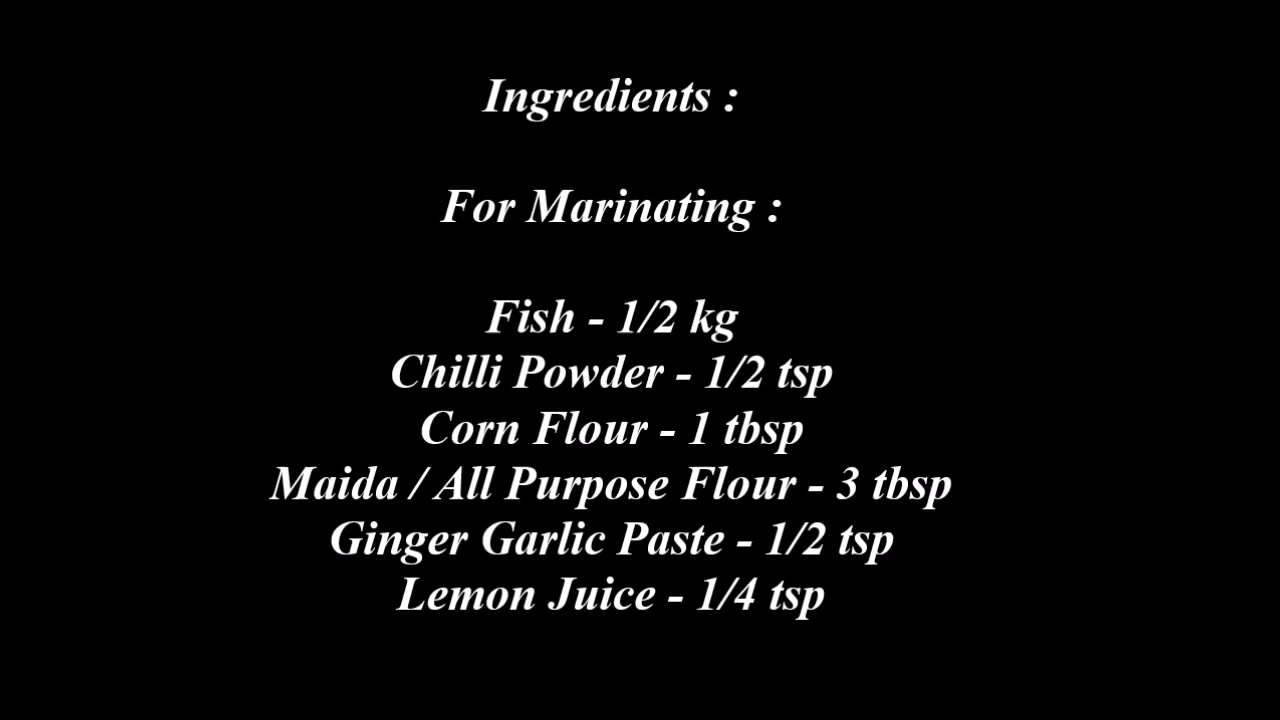 Ingredients :
For Marinating :
Fish - 1/2 kg
Chilli Powder - 1/2 tsp
Corn Flour - 1 tbsp
Maida / All Purpose Flour - 3 tbsp
Ginger Garlic Paste - 1/2 tsp
Lemon Juice - 1/4 tsp